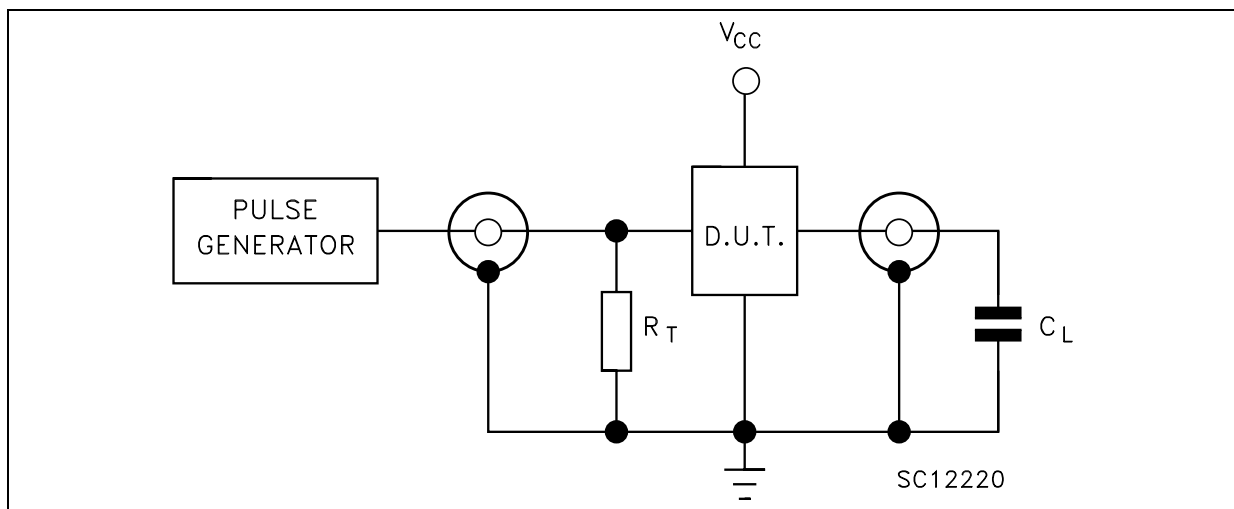 VCC
PULSE
GENERATOR
D.U.T.
RT
CL
SC12220